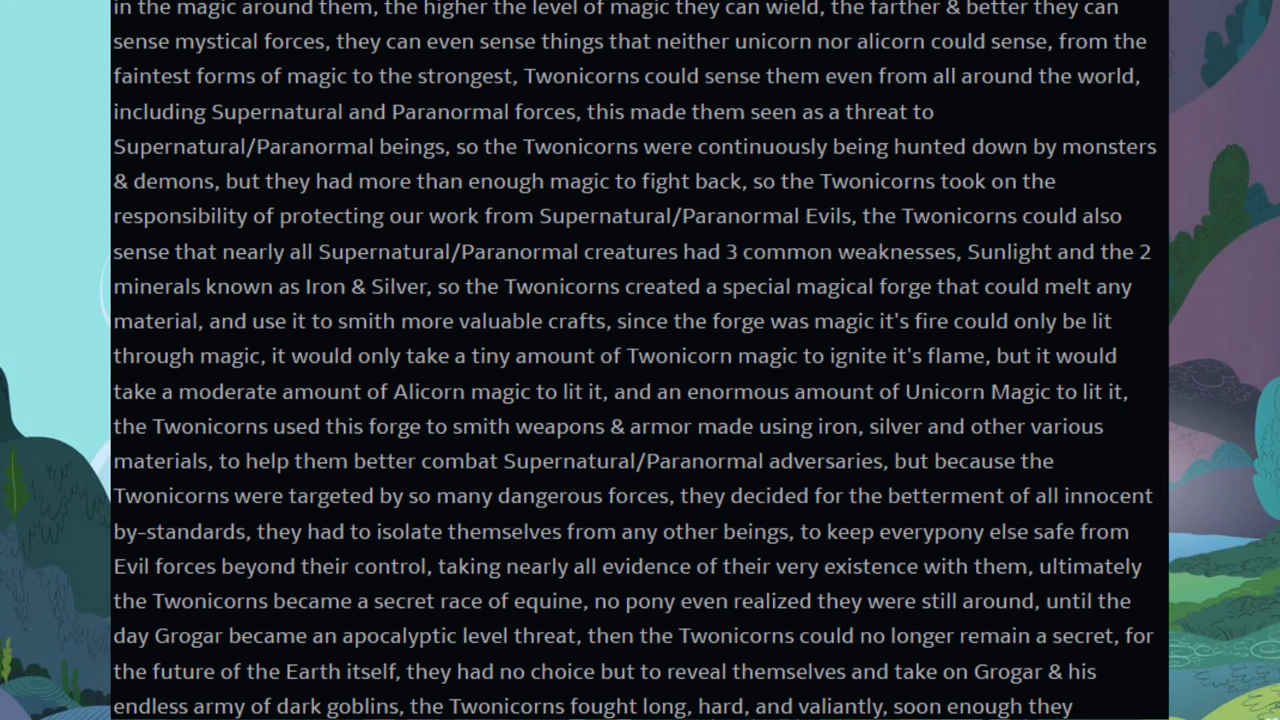 in the magic around them, the higher the level of magic they can wield, the farther & better they can
sense mystical forces, they can even sense things that neither unicorn nor alicorn could sense, from the
faintest forms of magic to the strongest, Twonicorns could sense them even from all around the world,
including Supernatural and Paranormal forces, this made them seen as a threat to
Supernatural/Paranormal beings, so the Twonicorns were continuously being hunted down by monsters
& demons, but they had more than enough magic to fight back, so the Twonicorns took on the
responsibility of protecting our work from Supernatural/Paranormal Evils, the Twonicorns could also
sense that nearly all Supernatural/Paranormal creatures had 3 common weaknesses, Sunlight and the 2
minerals known as Iron & Silver, so the Twonicorns created a special magical forge that could melt any
material, and use it to smith more valuable crafts, since the forge was magic it's fire could only be lit
through magic, it would only take a tiny amount of Twonicorn magic to ignite it's flame, but it would
take a moderate amount of Alicorn magic to lit it, and an enormous amount of Unicorn Magic to lit it,
the Twonicorns used this forge to smith weapons & armor made using iron, silver and other various
materials, to help them better combat Supernatural/Paranormal adversaries, but because the
Twonicorns were targeted by so many dangerous forces, they decided for the betterment of all innocent
by-standards, they had to isolate themselves from any other beings, to keep everypony else safe from
Evil forces beyond their control, taking nearly all evidence of their very existence with them, ultimately
the Twonicorns became a secret race of equine, no pony even realized they were still around, until the
day Grogar became an apocalyptic level threat, then the Twonicorns could no longer remain a secret, for
the future of the Earth itself, they had no choice but to reveal themselves and take on Grogar & his
endless army of dark goblins, the Twonicorns fought long, hard, and valiantly, soon enough they